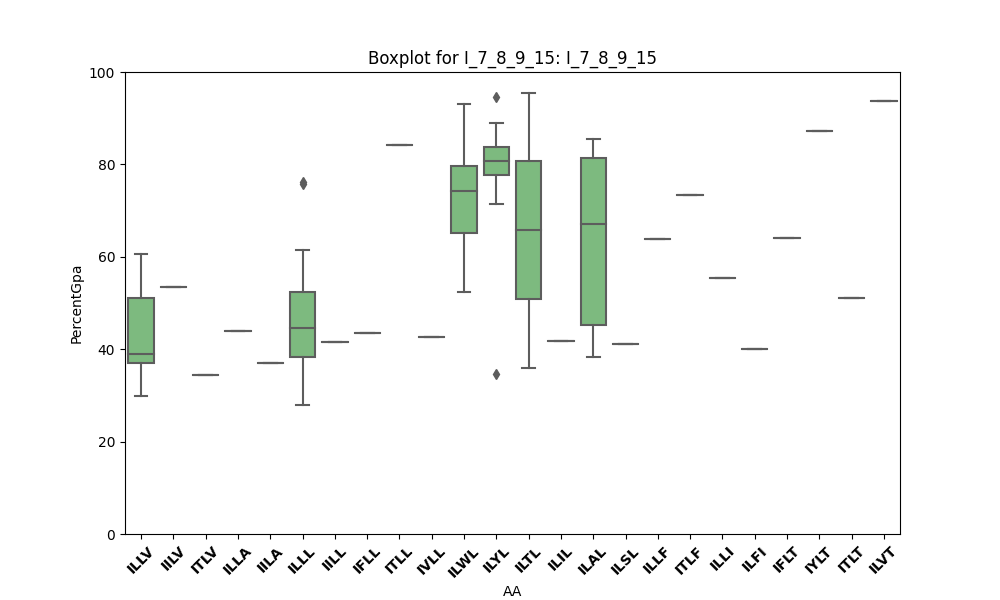 Boxplot for I_7_8_9_15: I_7_8_9_15
100
80
60
40
20
0
PercentGpa
ILLV IILV ITLV ILLA IILA ILLL IILL IFLL ITLL IVLL ILWL ILYL ILTL ILIL ILAL ILSL ILLF ITLF ILLI ILFI IFLT IYLT ITLT ILVT
AA